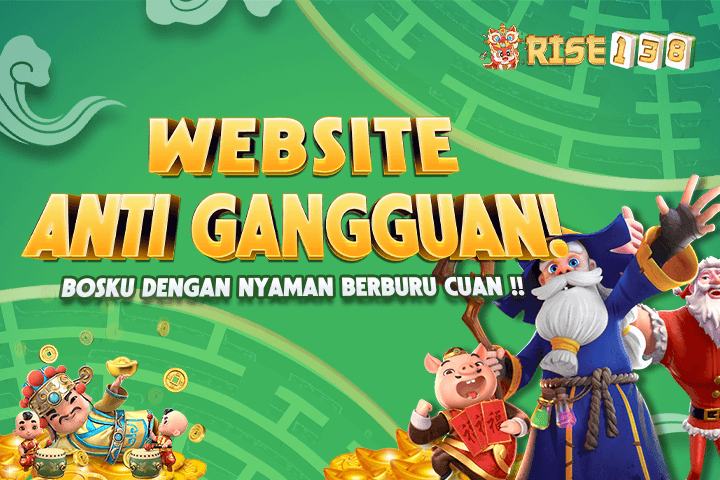 RISE138
WEBSITE
ANTI GANGGUAN!
BOSKU DENGAN NYAMAN BERBURU CUAN !!